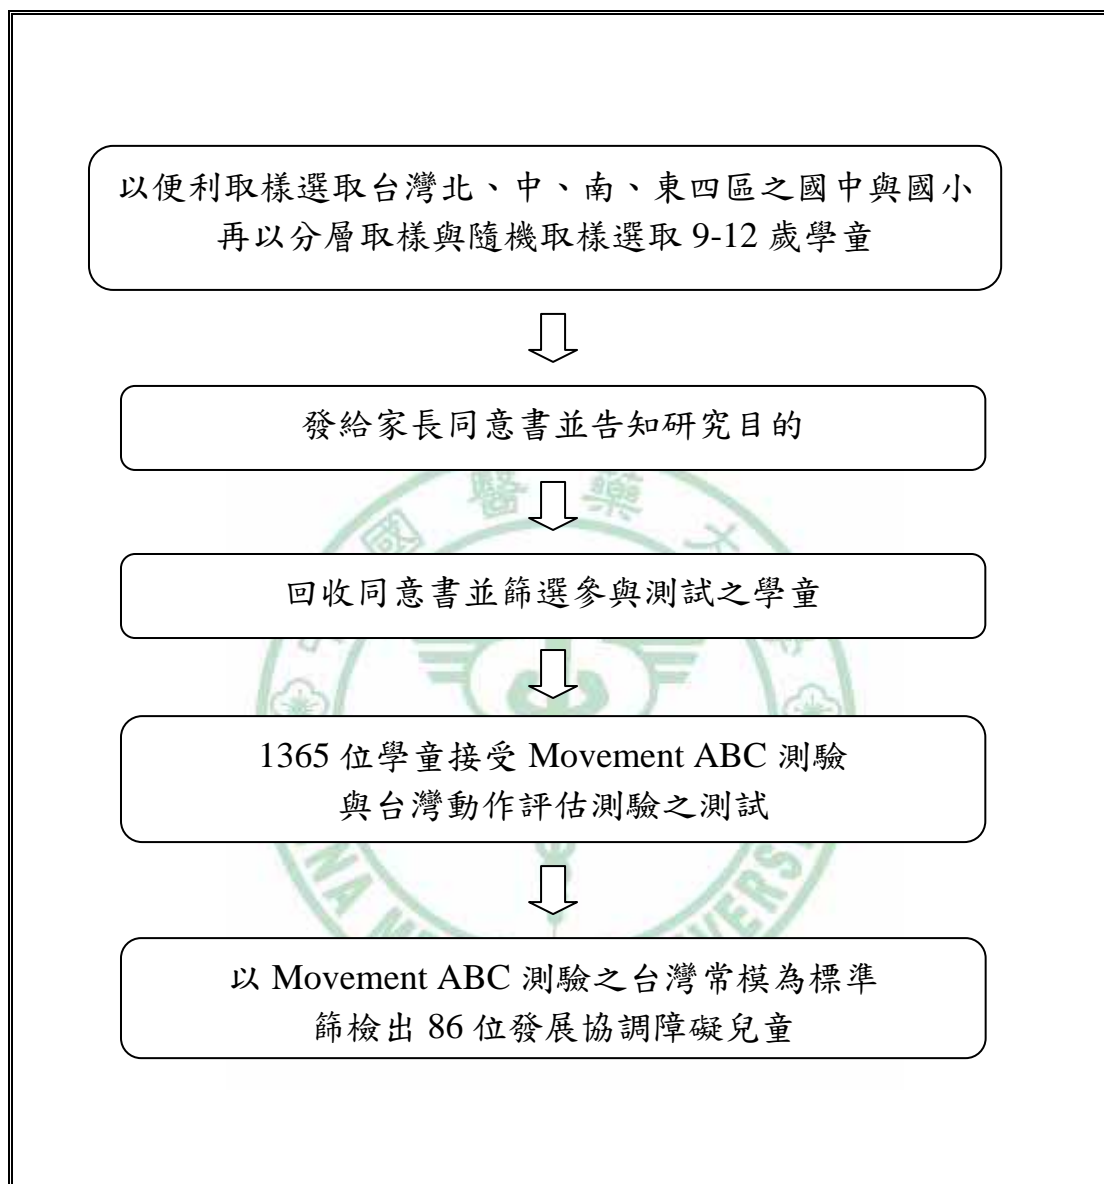 以便利取樣選取台灣北、中、南、東四區之國中與國小
再以分層取樣與隨機取樣選取 9-12 歲學童
發給家長同意書並告知研究目的
國 醫 藥 大
回收同意書並篩選參與測試之學童
1365 位學童接受 Movement ABC 測驗
與台灣動作評估測驗之測試
以 Movement ABC 測驗之台灣常模為標準
篩檢出 86 位發展協調障礙兒童